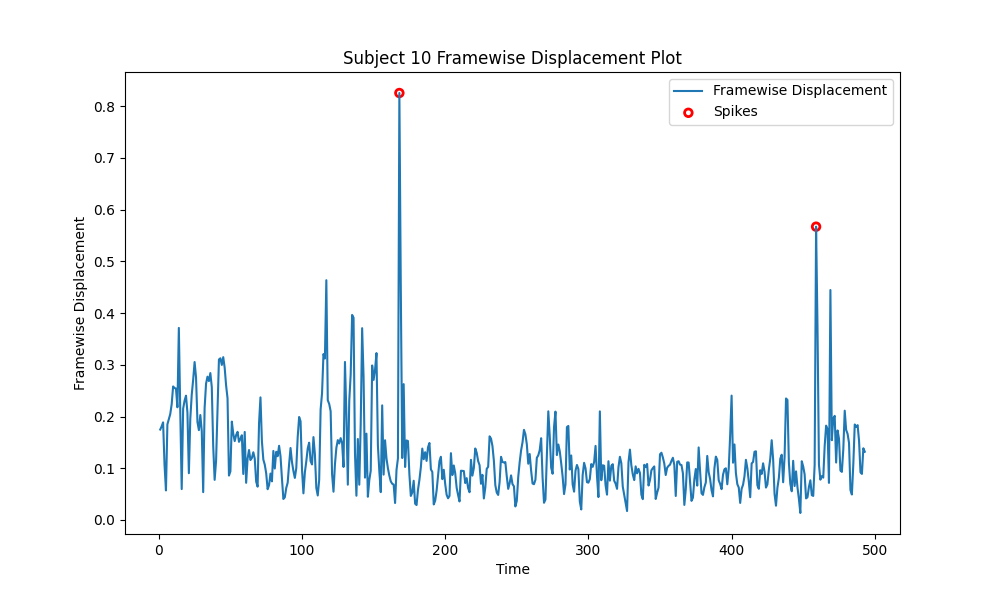 Subject 10 Framewise Displacement Plot
Framewise Displacement
Spikes
Framewise Displacement
0.8
0.7
0.6
0.5
0.4
0.3
0.2
0.1
0.0
0 100 200 300 400 500
Time